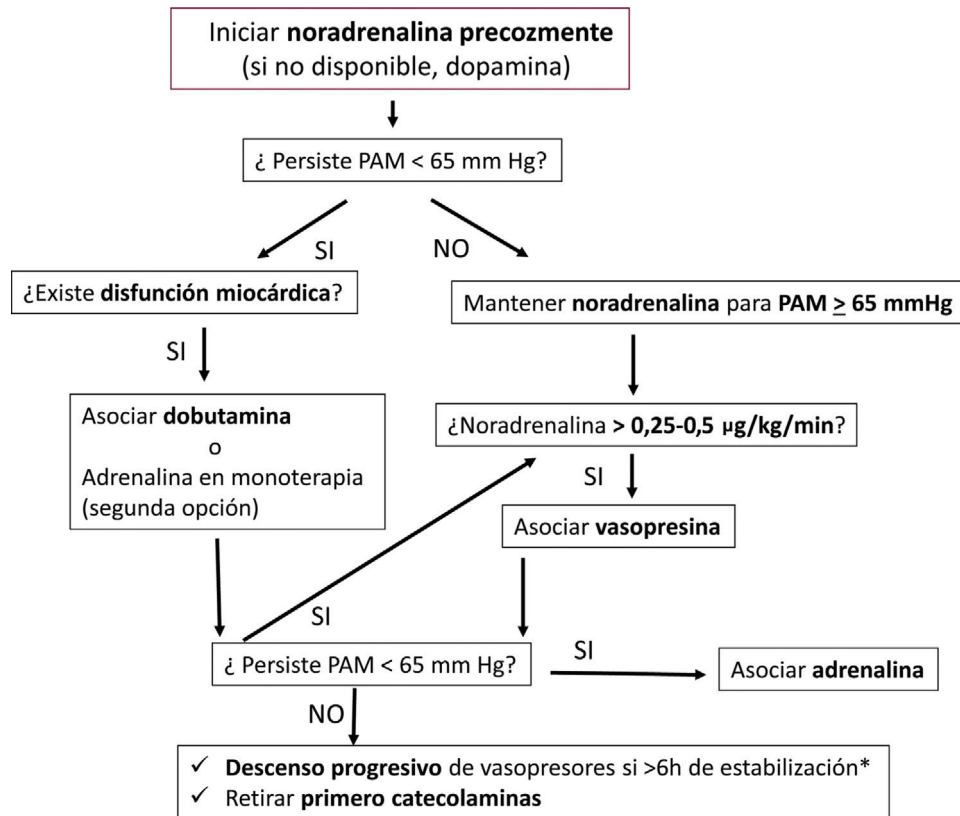 Iniciar noradrenalina precozmente
(si no disponible, dopamina)
¿ Persiste PAM < 65 mm Hg?
SI
NO
¿Existe disfunción miocárdica?
Mantener noradrenalina para PAM ≥ 65 mmHg
SI
Asociar dobutamina
o
Adrenalina en monoterapia
(segunda opción)
¿Noradrenalina > 0,25-0,5 µg/kg/min?
SI
Asociar vasopresina
SI
¿ Persiste PAM < 65 mm Hg?
SI
Asociar adrenalina
NO
✓ Descenso progresivo de vasopresores si >6h de estabilización*
✓ Retirar primero catecolaminas